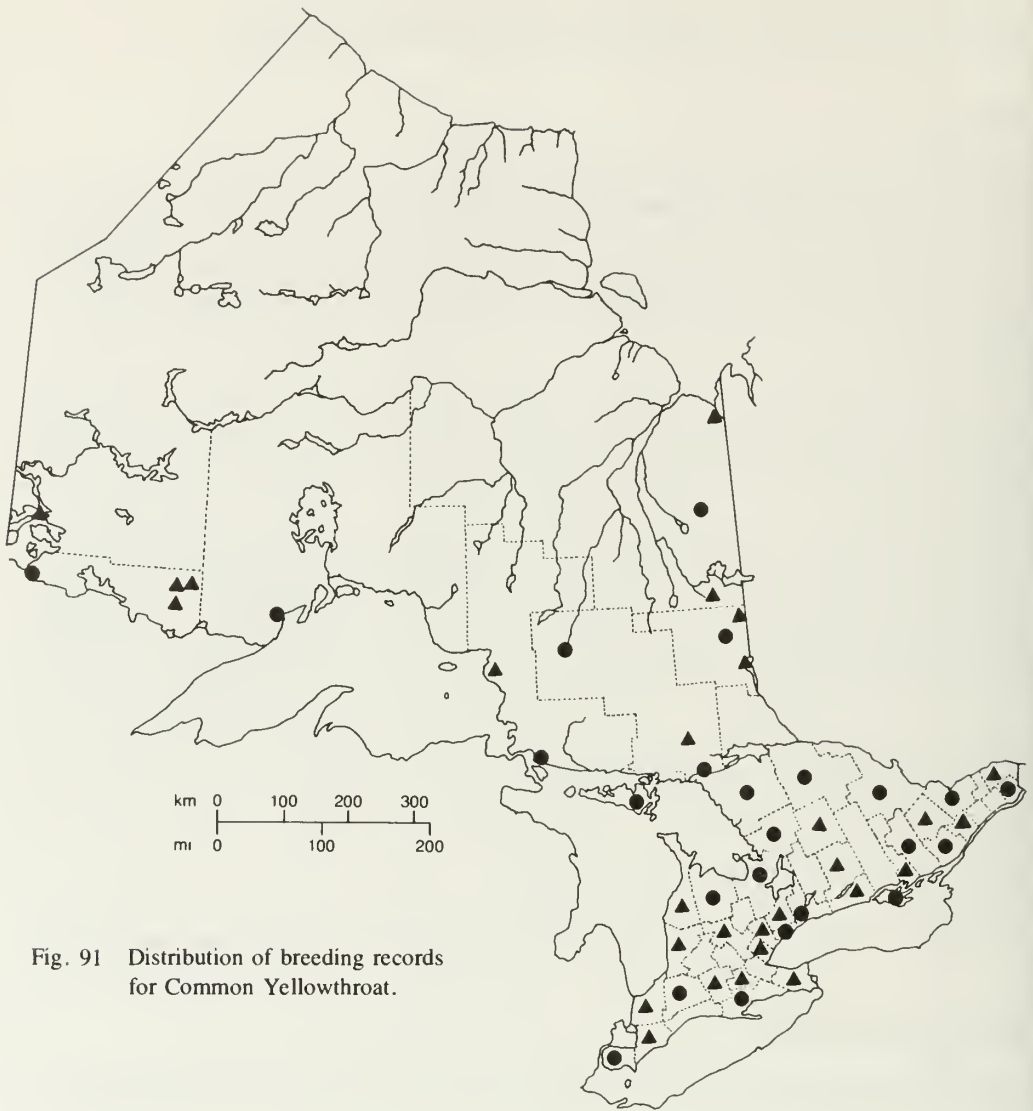 km 0 100 200 300
mi 0 100 200
Fig. 91 Distribution of breeding records
for Common Yellowthroat.